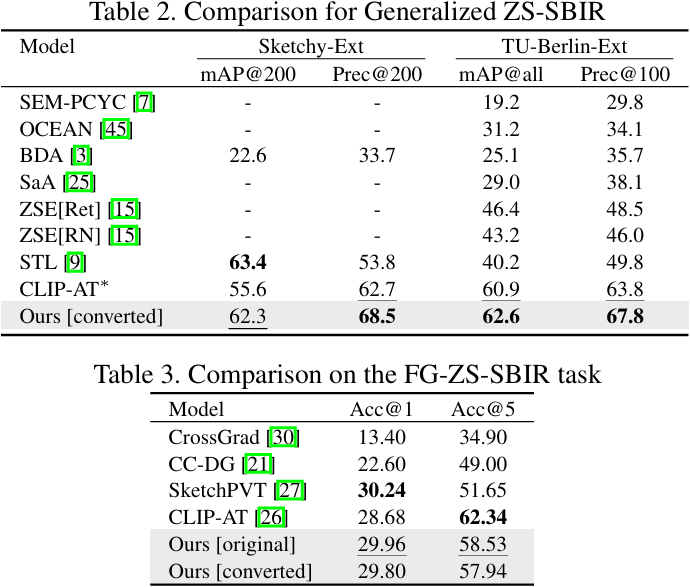 Table 2. Comparison for Generalized ZS-SBIR
Model Sketchy-Ext TU-Berlin-Ext
mAP@200 Prec@200 mAP@all Prec@100
SEM-PCYC [7] - - 19.2 29.8
OCEAN [45] - - 31.2 34.1
BDA [3] 22.6 33.7 25.1 35.7
SaA [25] - - 29.0 38.1
ZSE[Ret] [15] - - 46.4 48.5
ZSE[RN] [15] - - 43.2 46.0
STL [9] 63.4 53.8 40.2 49.8
CLIP-AT* 55.6 62.7 60.9 63.8
Ours [converted] 62.3 68.5 62.6 67.8
Table 3. Comparison on the FG-ZS-SBIR task
Model Acc@1 Acc@5
CrossGrad [30] 13.40 34.90
CC-DG [21] 22.60 49.00
SketchPVT [27] 30.24 51.65
CLIP-AT [26] 28.68 62.34
Ours [original] 29.96 58.53
Ours [converted] 29.80 57.94